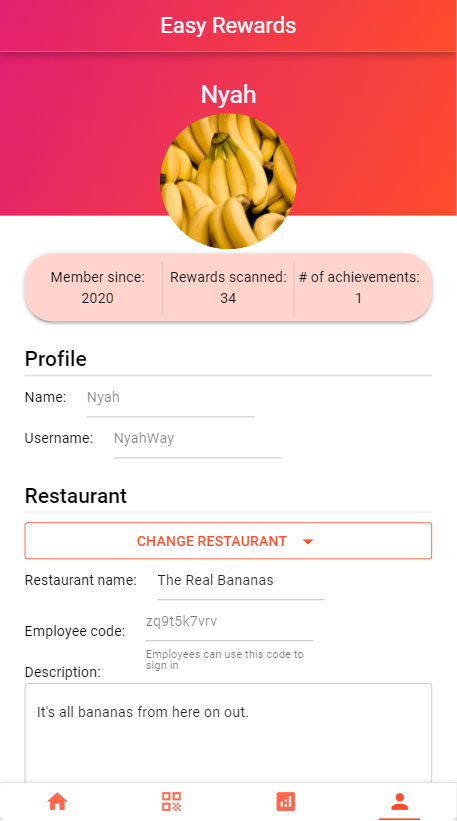 Easy Rewards
Nyah
Member since:
2020
Rewards scanned:
34
# of achievements:
1
Profile
Name: Nyah
Username: NyahWay
Restaurant
CHANGE RESTAURANT
Restaurant name: The Real Bananas
Employee code: zq9t5k7vrv
Employees can use this code to
sign in
Description:
It's all bananas from here on out.